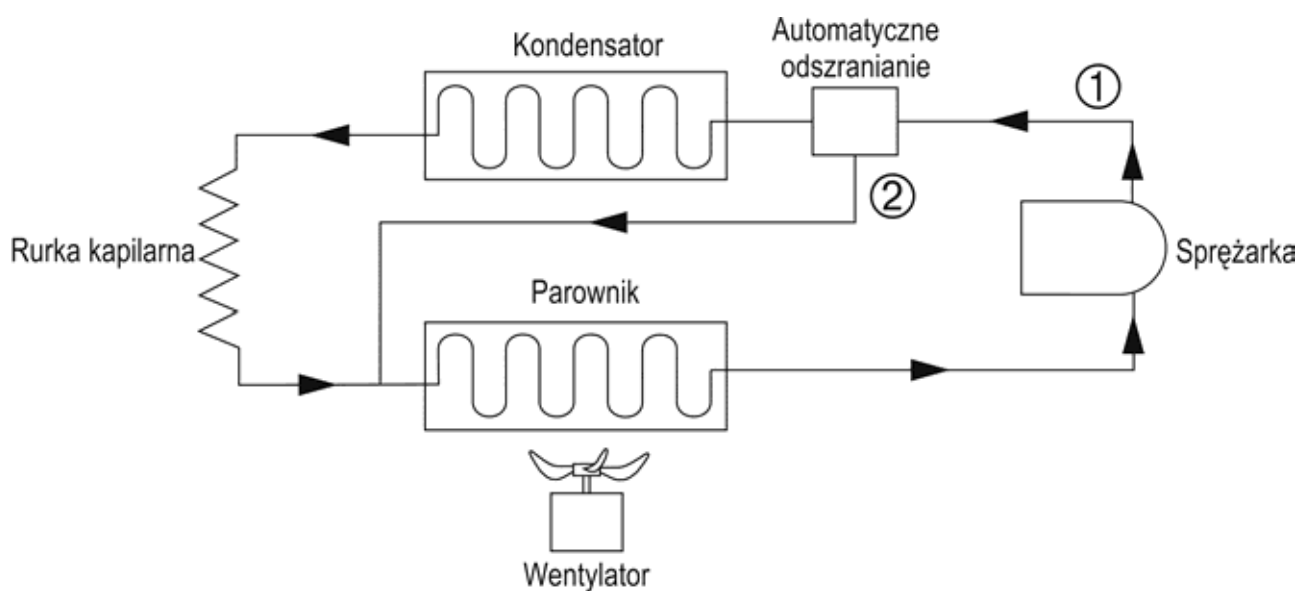 Kondensator
Automatyczne
odszranianie
①
②
Rurka kapilarna
Sprężarka
Parownik
Wentylator